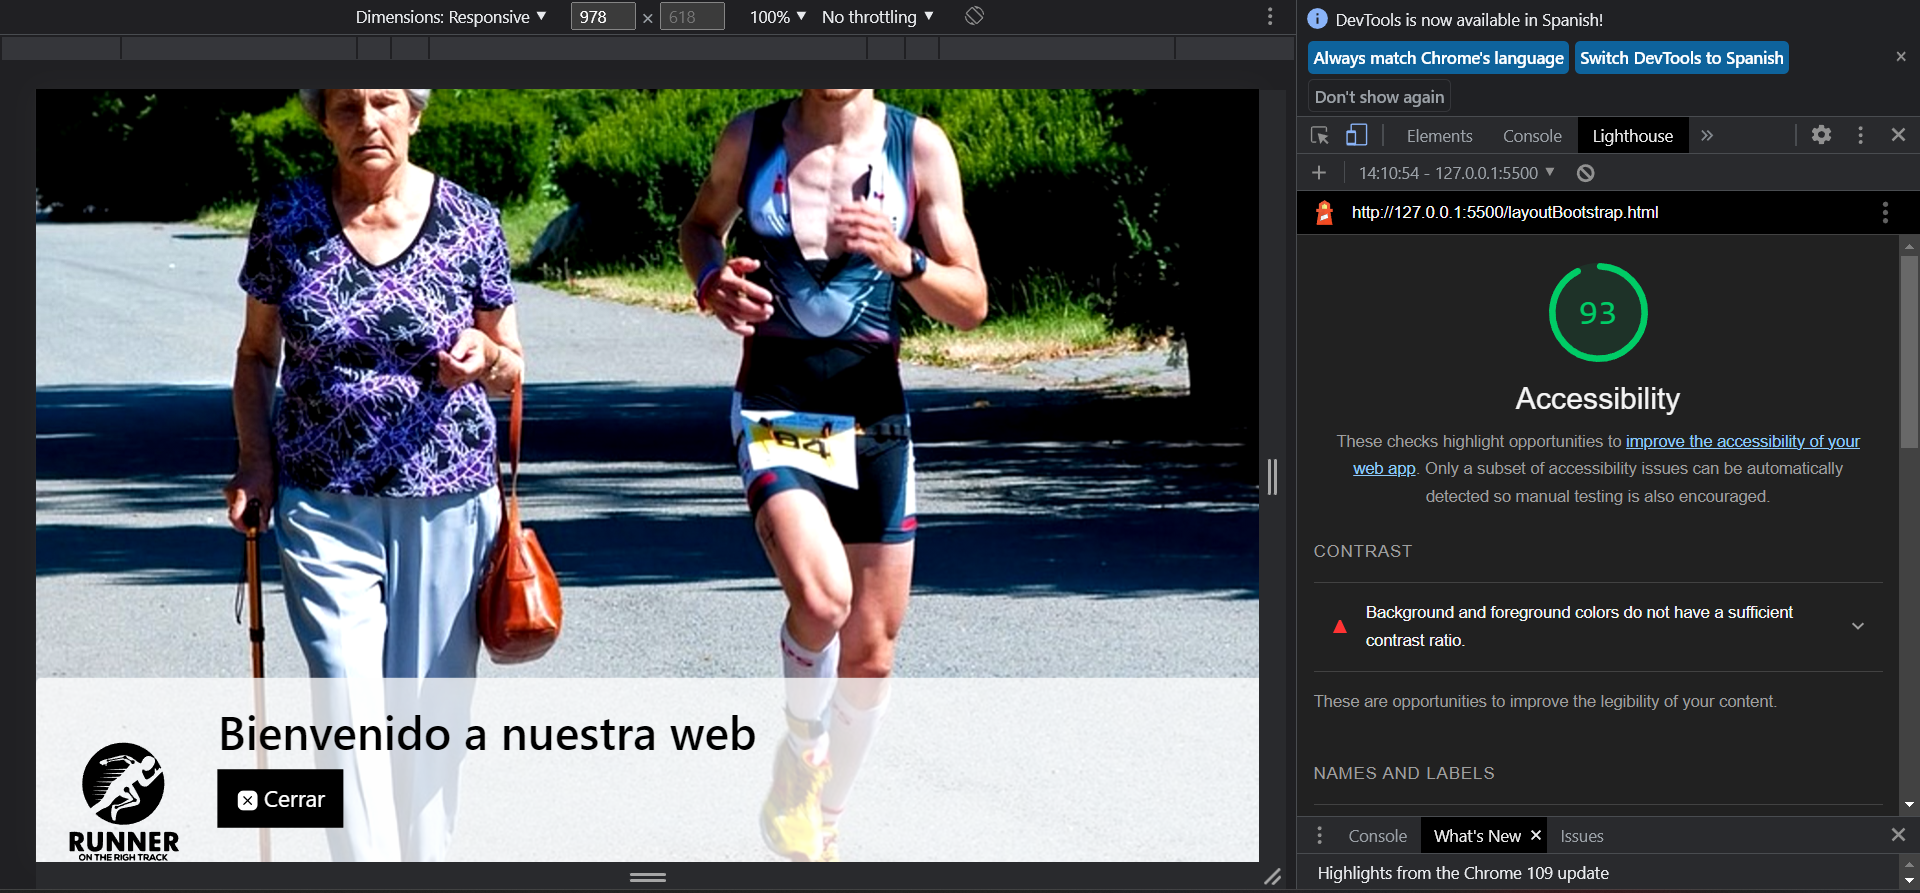 Dimensions: Responsive ▼ 978 × 618 100% ▼ No throttling ▼
84
Bienvenido a nuestra web
Cerrar
RUNNER
ON THE RIGH TRACK
DevTools is now available in Spanish!
Always match Chrome's language Switch DevTools to Spanish
Don't show again
Elements Console Lighthouse
14:10:54 - 127.0.0.1:5500 ▼
http://127.0.0.1:5500/layoutBootstrap.html
93
Accessibility
These checks highlight opportunities to improve the accessibility of your
web app. Only a subset of accessibility issues can be automatically
detected so manual testing is also encouraged.
CONTRAST
Background and foreground colors do not have a sufficient
contrast ratio.
These are opportunities to improve the legibility of your content.
NAMES AND LABELS
Console What's New Issues
Highlights from the Chrome 109 update